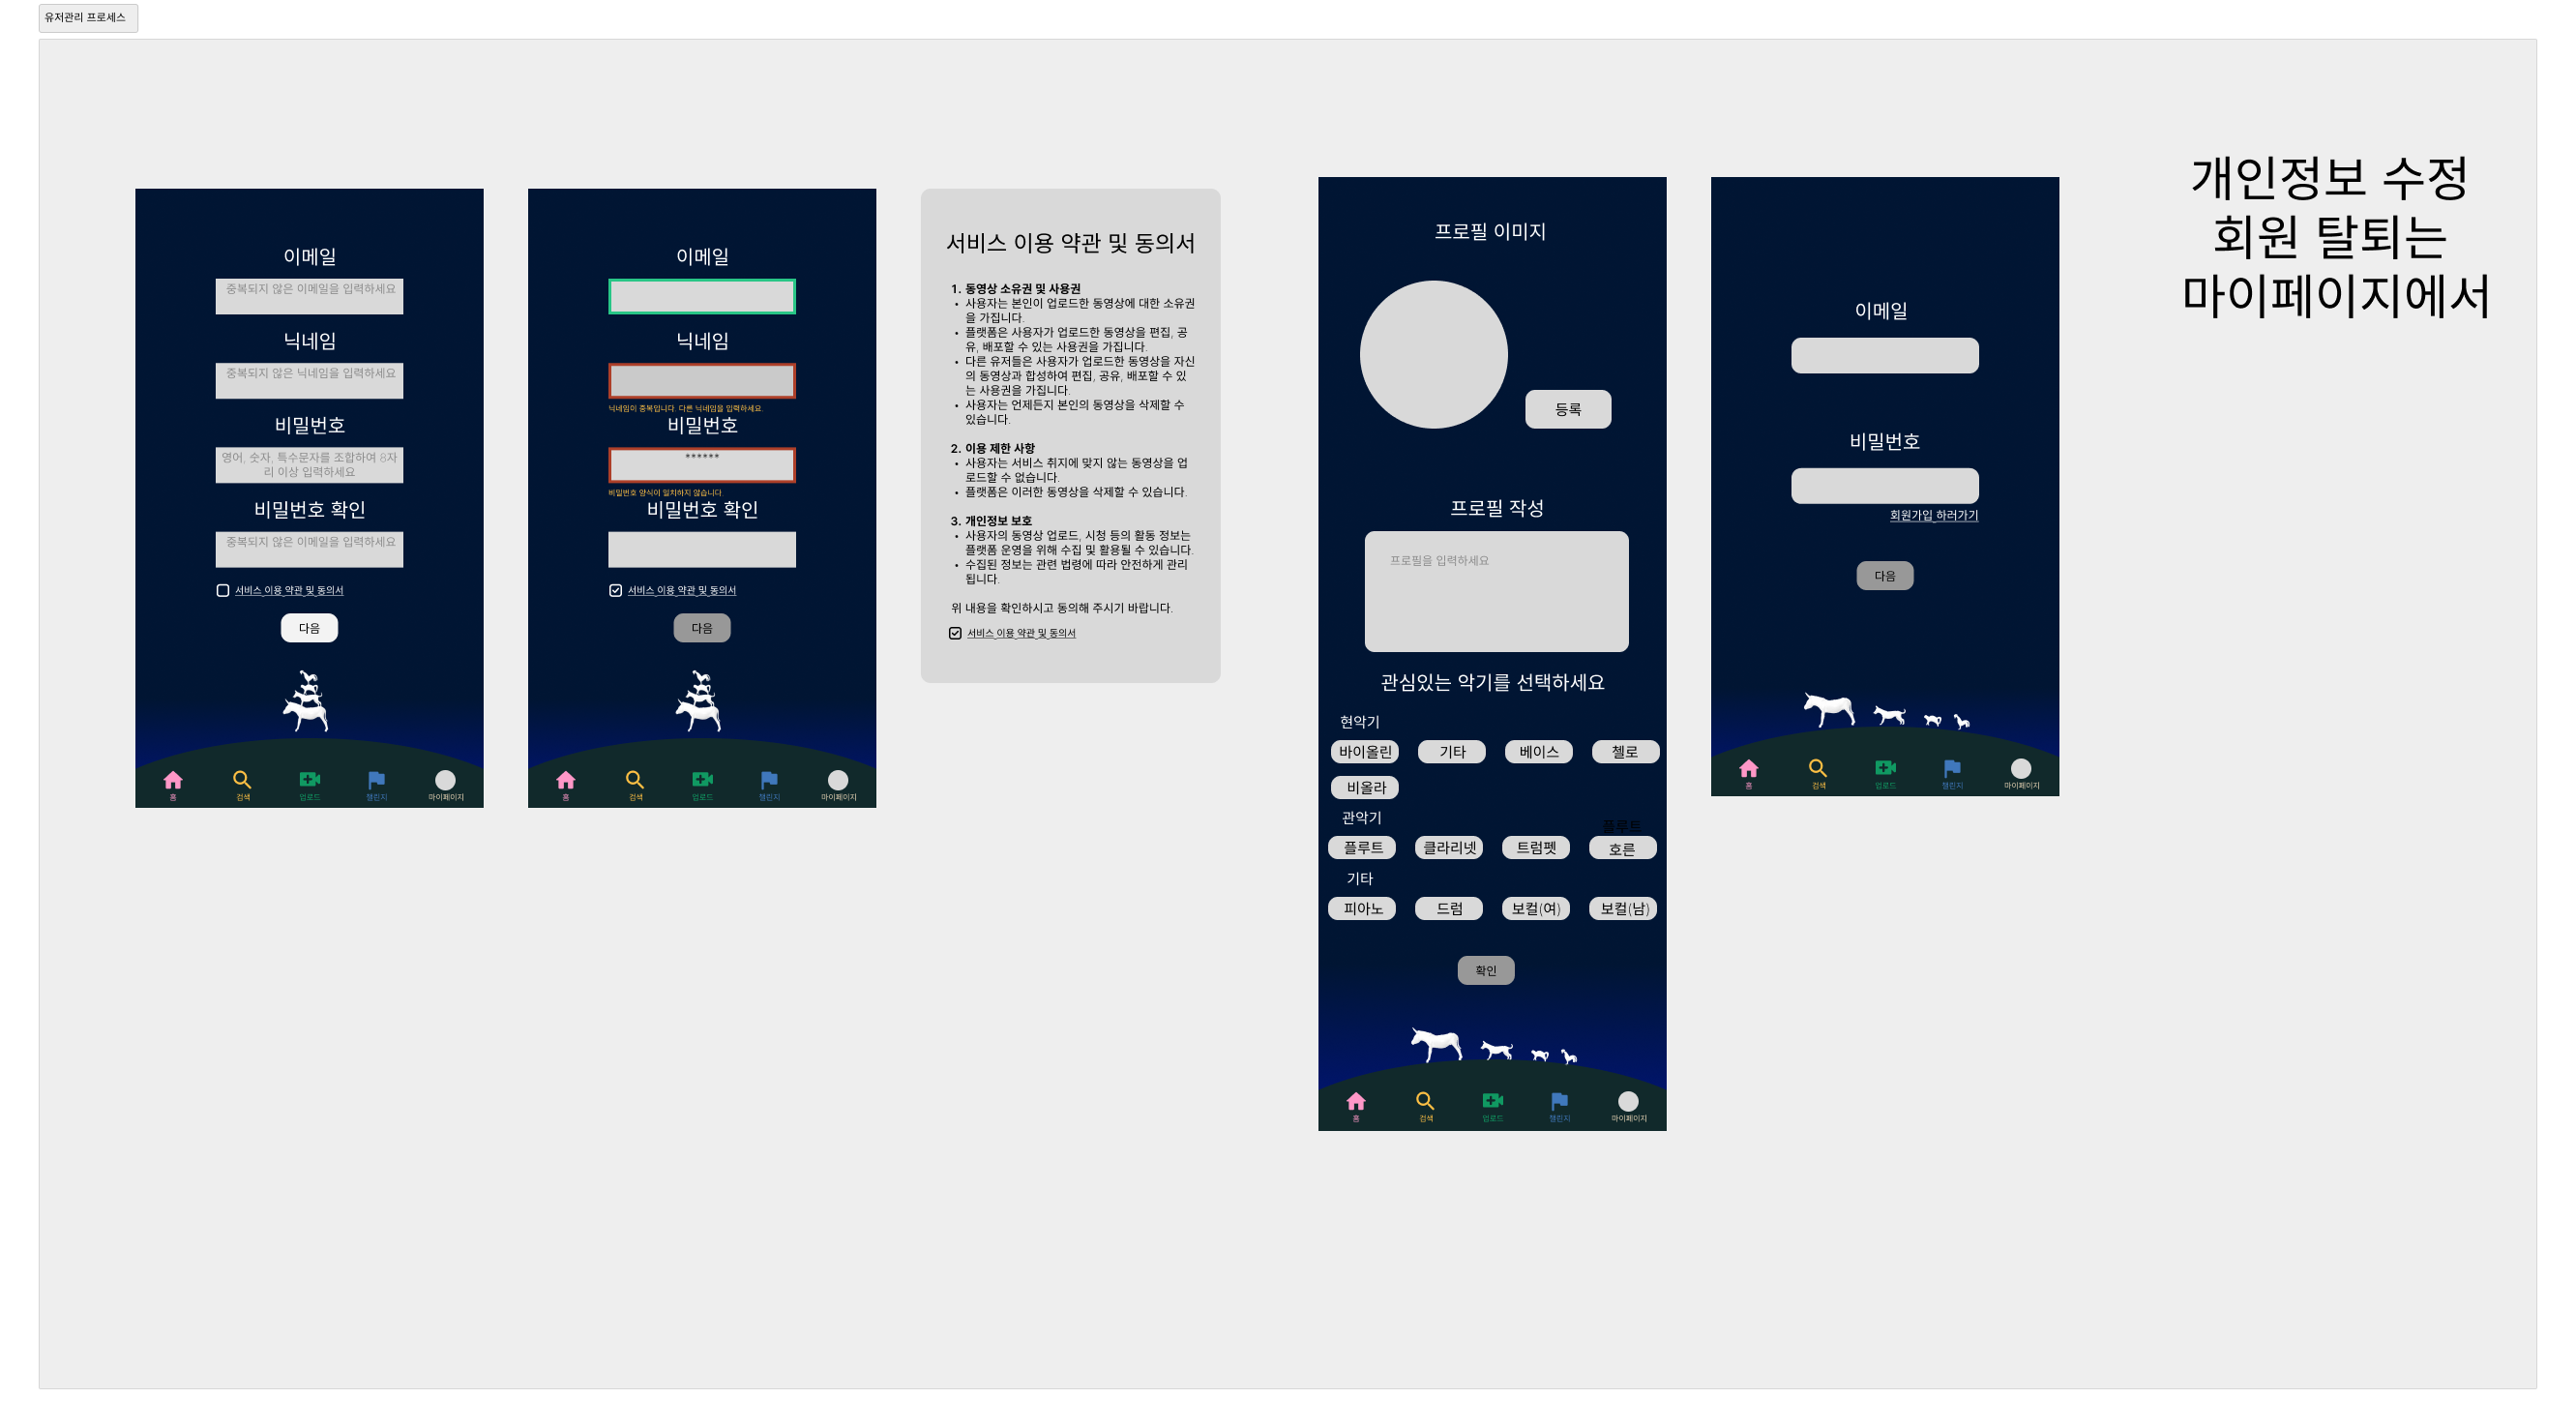 유저관리 프로세스
이메일
중복되지 않은 이메일을 입력하세요
닉네임
중복되지 않은 닉네임을 입력하세요
비밀번호
영어, 숫자, 특수문자를 조합하여 8자
리 이상 입력하세요
비밀번호 확인
중복되지 않은 이메일을 입력하세요
서비스 이용 약관 및 동의서
다음
홈
검색
업로드
챌린지
마이페이지
이메일
닉네임
닉네임이 중복입니다. 다른 닉네임을 입력하세요.
비밀번호
******
비밀번호 양식이 일치하지 않습니다.
비밀번호 확인
서비스 이용 약관 및 동의서
다음
홈
검색
업로드
챌린지
마이페이지
서비스 이용 약관 및 동의서
1. 동영상 소유권 및 사용권
• 사용자는 본인이 업로드한 동영상에 대한 소유권
을 가집니다.
• 플랫폼은 사용자가 업로드한 동영상을 편집, 공
유, 배포할 수 있는 사용권을 가집니다.
• 다른 유저들은 사용자가 업로드한 동영상을 자신
의 동영상과 합성하여 편집, 공유, 배포할 수 있
는 사용권을 가집니다.
• 사용자는 언제든지 본인의 동영상을 삭제할 수
있습니다.
2. 이용 제한 사항
• 사용자는 서비스 취지에 맞지 않는 동영상을 업
로드할 수 없습니다.
• 플랫폼은 이러한 동영상을 삭제할 수 있습니다.
3. 개인정보 보호
• 사용자의 동영상 업로드, 시청 등의 활동 정보는
플랫폼 운영을 위해 수집 및 활용될 수 있습니다.
• 수집된 정보는 관련 법령에 따라 안전하게 관리
됩니다.
위 내용을 확인하시고 동의해 주시기 바랍니다.
서비스 이용 약관 및 동의서
프로필 이미지
등록
프로필 작성
프로필을 입력하세요
관심있는 악기를 선택하세요
현악기
바이올린 기타 베이스 첼로
비올라
관악기
플루트
플루트 클라리넷 트럼펫 호른
기타
피아노 드럼 보컬(여) 보컬(남)
확인
홈
검색
업로드
챌린지
마이페이지
이메일
비밀번호
회원가입 하러가기
다음
홈
검색
업로드
챌린지
마이페이지
개인정보 수정
회원 탈퇴는
마이페이지에서